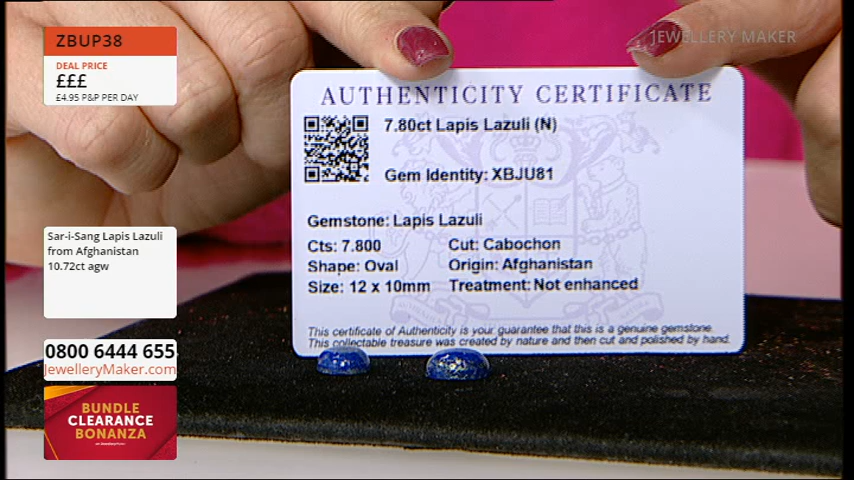 ZBUP38
DEAL PRICE
£££
£4.95 P&P PER DAY
JEWELLERY MAKER
AUTHENTICITY CERTIFICATE
7.80ct Lapis Lazuli (N)
Gem Identity: XBJU81
Gemstone: Lapis Lazuli
Cts: 7.800 Cut: Cabochon
Shape: Oval Origin: Afghanistan
Size: 12 x 10mm Treatment: Not enhanced
This certificate of Authenticity is your guarantee that this is a genuine gemstone.
This collectable treasure was created by nature and then cut and polished by hand.
Sar-i-Sang Lapis Lazuli
from Afghanistan
10.72ct agw
0800 6444 655
JewelleryMaker.com
BUNDLE
CLEARANCE
BONANZA